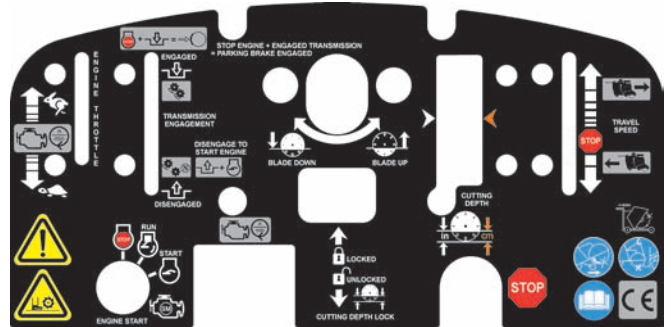 STOP ENGINE + ENGAGED TRANSMISSION
= PARKING BRAKE ENGAGED
ENGINE THROTTLE
ENGAGED
TRANSMISSION
ENGAGEMENT
DISENGAGE TO
START ENGINE
DISENGAGED
BLADE DOWN
BLADE UP
TRAVEL
SPEED
STOP
CUTTING
DEPTH
in
cm
RUN
STOP
START
ENGINE START
LOCKED
UNLOCKED
CUTTING DEPTH LOCK
STOP
CE